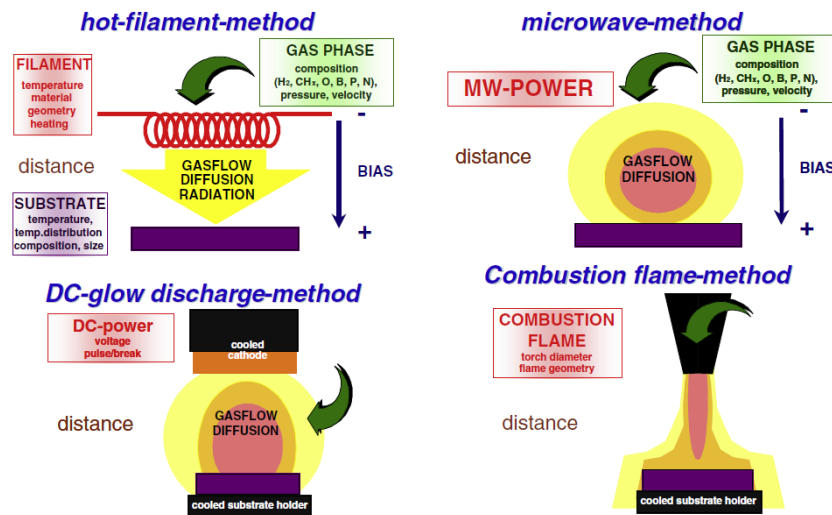 hot-filament-method
FILAMENT
temperature
material
geometry
heating
GAS PHASE
composition
(H₂, CHₓ, O, B, P, N),
pressure, velocity
-
distance
GASFLOW
DIFFUSION
RADIATION
BIAS
SUBSTRATE
temperature,
temp.distribution
composition, size
+
microwave-method
MW-POWER
GAS PHASE
composition
(H₂, CHₓ, O, B, P, N),
pressure, velocity
-
distance
GASFLOW
DIFFUSION
BIAS
+
DC-glow discharge-method
DC-power
voltage
pulse/break
cooled
cathode
distance
GASFLOW
DIFFUSION
cooled substrate holder
Combustion flame-method
COMBUSTION
FLAME
torch diameter
flame geometry
distance
cooled substrate holder